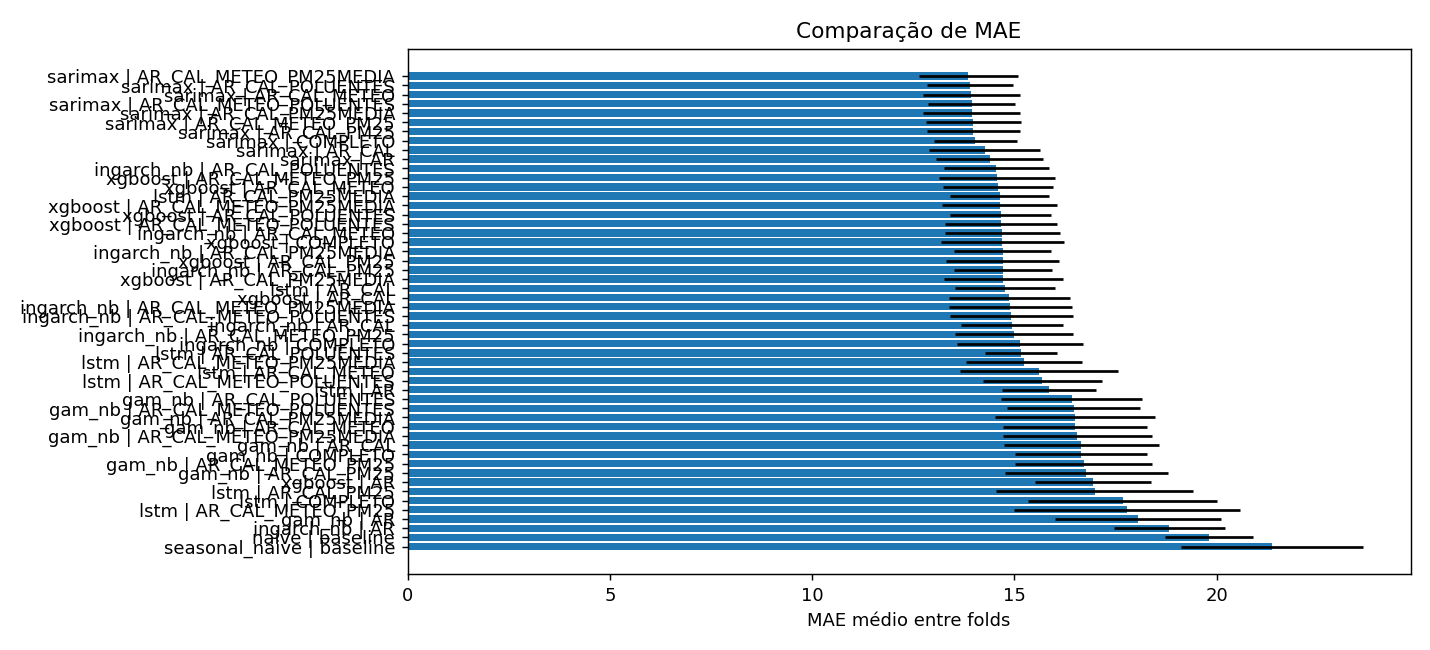 Comparação de MAE
sarimax | AR_CAL_METEO_PM25MEDIA
sarimax | AR_CAL_POLUENTES
sarimax | AR_CAL_METEO
sarimax | AR_CAL_METEO_POLUENTES
sarimax | AR_CAL_PM25MEDIA
sarimax | AR_CAL_METEO_PM25
sarimax | AR_CAL_PM25
sarimax | COMPLETO
sarimax | AR_CAL
sarimax | AR
ingarch_nb | AR_CAL_POLUENTES
xgboost | AR_CAL_METEO_PM25
xgboost | AR_CAL_METEO
lstm | AR_CAL_PM25MEDIA
xgboost | AR_CAL_METEO_PM25MEDIA
xgboost | AR_CAL_POLUENTES
xgboost | AR_CAL_METEO_POLUENTES
ingarch_nb | AR_CAL_METEO
xgboost | COMPLETO
ingarch_nb | AR_CAL_PM25MEDIA
xgboost | AR_CAL_PM25
ingarch_nb | AR_CAL_PM25
xgboost | AR_CAL_PM25MEDIA
lstm | AR_CAL
xgboost | AR_CAL
ingarch_nb | AR_CAL_METEO_PM25MEDIA
ingarch_nb | AR_CAL_METEO_POLUENTES
ingarch_nb | AR_CAL
ingarch_nb | AR_CAL_METEO_PM25
ingarch_nb | COMPLETO
lstm | AR_CAL_POLUENTES
lstm | AR_CAL_METEO_PM25MEDIA
lstm | AR_CAL_METEO
lstm | AR_CAL_METEO_POLUENTES
lstm | AR
gam_nb | AR_CAL_POLUENTES
gam_nb | AR_CAL_METEO_POLUENTES
gam_nb | AR_CAL_PM25MEDIA
gam_nb | AR_CAL_METEO
gam_nb | AR_CAL_METEO_PM25MEDIA
gam_nb | AR_CAL
gam_nb | COMPLETO
gam_nb | AR_CAL_METEO_PM25
gam_nb | AR_CAL_PM25
xgboost | AR
lstm | AR_CAL_PM25
lstm | COMPLETO
lstm | AR_CAL_METEO_PM25
gam_nb | AR
ingarch_nb | AR
naive | baseline
seasonal_naive | baseline
0 5 10 15 20
MAE médio entre folds